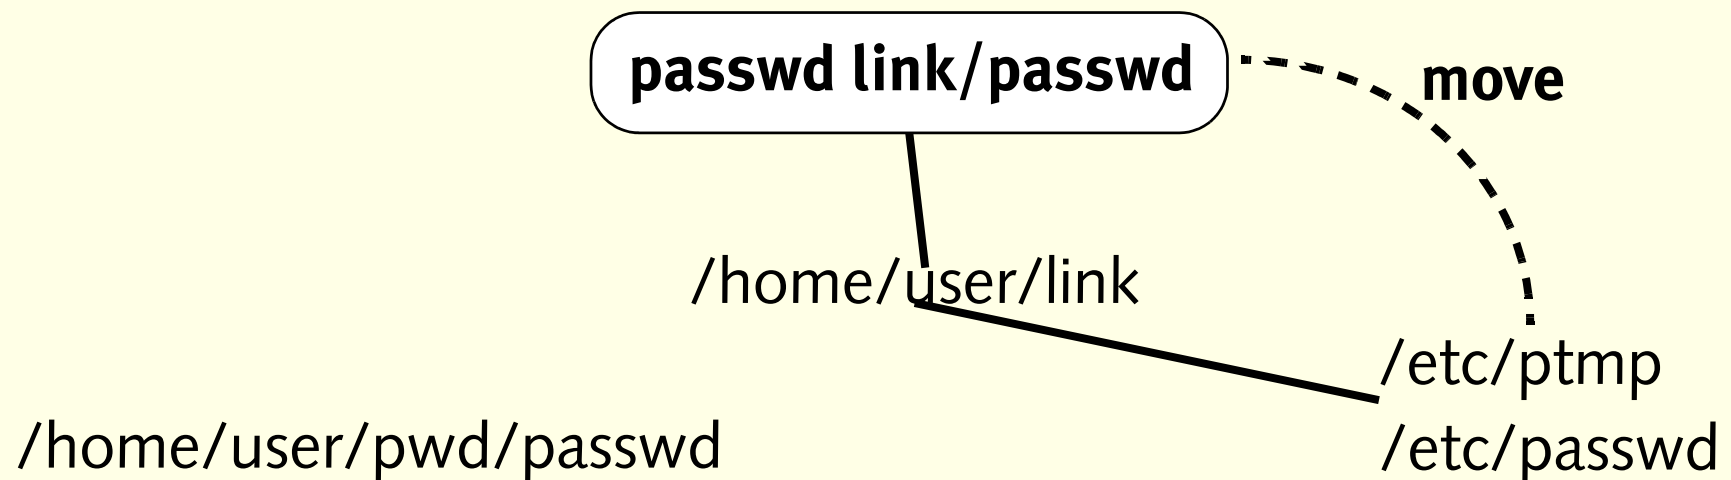 passwd link/passwd
move
/home/user/link
/etc/ptmp
/home/user/pwd/passwd
/etc/passwd